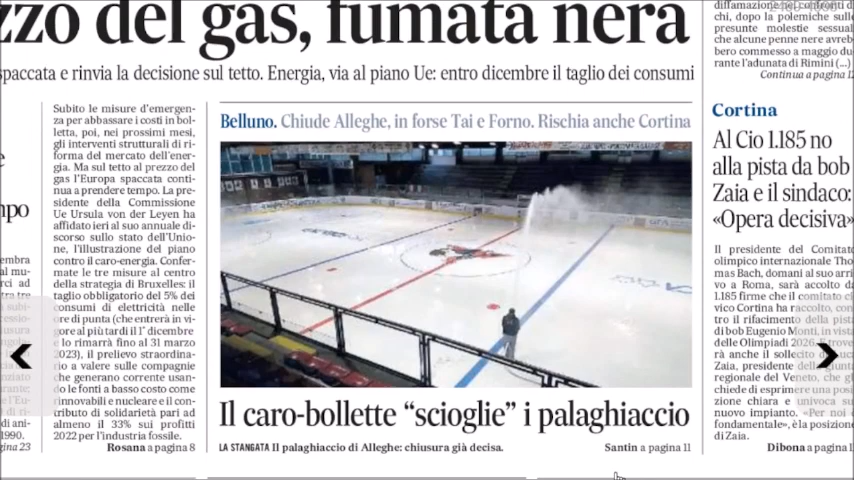 zzo del gas, fumata nera
spaccata e rinvia la decisione sul tetto. Energia, via al piano Ue: entro dicembre il taglio dei consumi
Subito le misure d'emergen-
za per abbassare i costi in bol-
letta, poi, nei prossimi mesi,
gli interventi strutturali di ri-
forma del mercato dell'ener-
gia. Ma sul tetto al prezzo del
gas l'Europa spaccata conti-
nua a prendere tempo. La pre-
sidente della Commissione
Ue Ursula von der Leyen ha
affidato ieri al suo annuale di-
scorso sullo stato dell'Unio-
ne, l'illustrazione del piano
contro il caro-energia. Confer-
mate le tre misure al centro
della strategia di Bruxelles: il
taglio obbligatorio del 5% dei
consumi di elettricità nelle
ore di punta (che entrerà in vi-
gore al più tardi il 1° dicembre
e lo rimarrà fino al 31 marzo
2023), il prelievo straordina-
rio a valere sulle compagnie
che generano corrente usan-
do le fonti a basso costo come
rinnovabili e nucleare e il con-
tributo di solidarietà pari ad
almeno il 33% sui profitti
2022 per l'industria fossile.
Rosana a pagina 8
Belluno. Chiude Alleghe, in forse Tai e Forno. Rischia anche Cortina
Il caro-bollette “scioglie” i palaghiaccio
LA STANGATA Il palaghiaccio di Alleghe: chiusura già decisa.
Santin a pagina 11
chi, dopo la polemiche sulle
presunte molestie sessual
che alcune penne nere avreb
bero commesso a maggio du
rante l'adunata di Rimini (...)
Continua a pagina 12
Cortina
Al Cio 1.185 no
alla pista da bob
Zaia e il sindaco:
«Opera decisiva»
Il presidente del Comitato
olimpico internazionale Tho
mas Bach, domani al suo arri
vo a Roma, sarà accolto da
1.185 firme che il comitato ci
vico Cortina ha raccolto, con
tro il rifacimento della pista
di bob Eugenio Monti, in vista
delle Olimpiadi 2026.
rà anche il sollecito
Zaia, presidente della giunta
regionale del Veneto, che gli
chiede di esprimere una posi
zione chiara e univoca su
nuovo impianto. «Per noi è
fondamentale», è la posizione
di Zaia.
Dibona a pagina 1